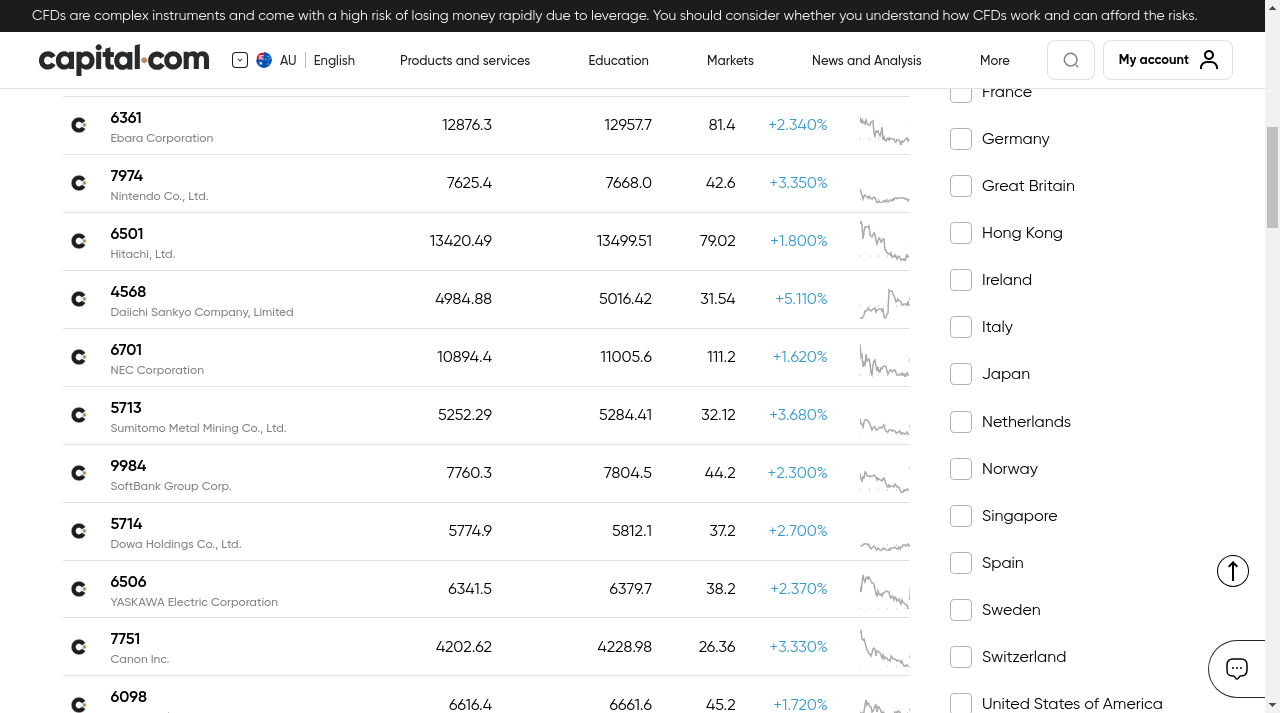 CFDs are complex instruments and come with a high risk of losing money rapidly due to leverage. You should consider whether you understand how CFDs work and can afford the risks.
capital.com AU English Products and services Education Markets News and Analysis More My account
6361 12876.3 12957.7 81.4 +2.340%
Ebara Corporation
7974 7625.4 7668.0 42.6 +3.350%
Nintendo Co., Ltd.
6501 13420.49 13499.51 79.02 +1.800%
Hitachi, Ltd.
4568 4984.88 5016.42 31.54 +5.110%
Daiichi Sankyo Company, Limited
6701 10894.4 11005.6 111.2 +1.620%
NEC Corporation
5713 5252.29 5284.41 32.12 +3.680%
Sumitomo Metal Mining Co., Ltd.
9984 7760.3 7804.5 44.2 +2.300%
SoftBank Group Corp.
5714 5774.9 5812.1 37.2 +2.700%
Dowa Holdings Co., Ltd.
6506 6341.5 6379.7 38.2 +2.370%
YASKAWA Electric Corporation
7751 4202.62 4228.98 26.36 +3.330%
Canon Inc.
6098 6616.4 6661.6 45.2 +1.720%
France
Germany
Great Britain
Hong Kong
Ireland
Italy
Japan
Netherlands
Norway
Singapore
Spain
Sweden
Switzerland
United States of America